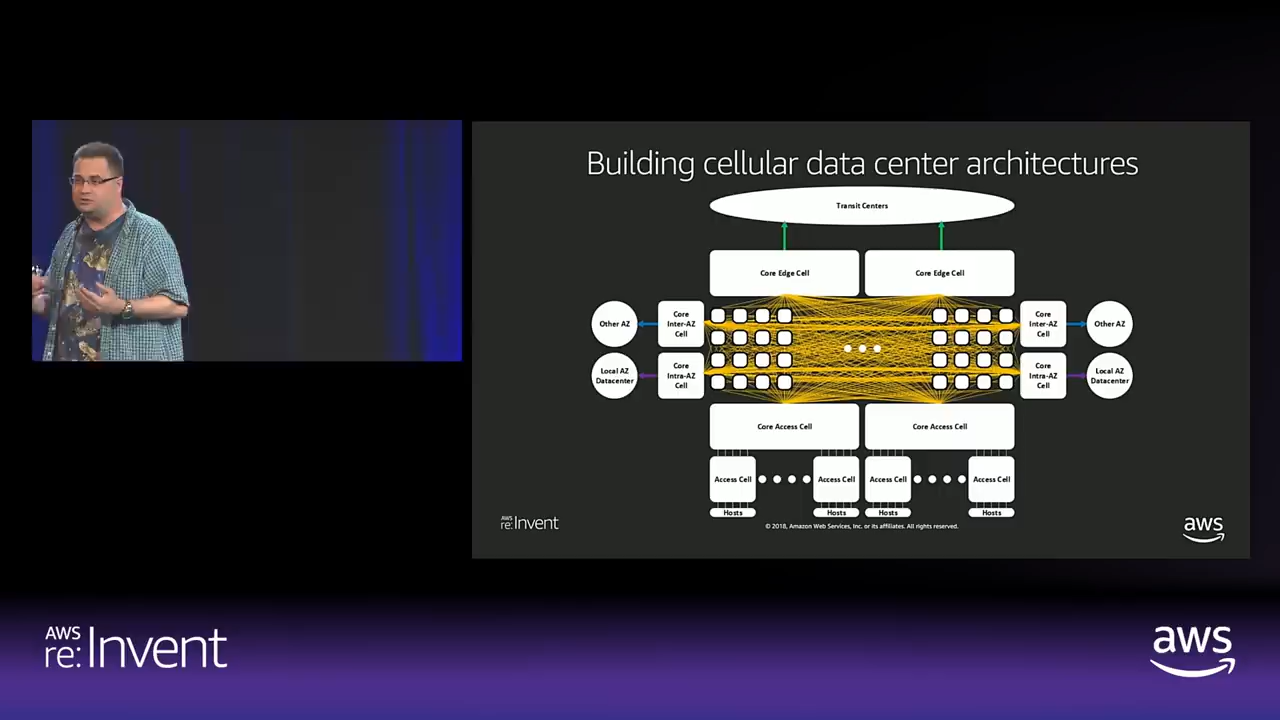 Building cellular data center architectures
Transit Centers
Core Edge Cell
Core Edge Cell
Other AZ
Core
Inter-AZ
Cell
Core
Inter-AZ
Cell
Other AZ
Local AZ
Datacenter
Core
Intra-AZ
Cell
Core
Intra-AZ
Cell
Local AZ
Datacenter
Core Access Cell
Core Access Cell
Access Cell
Access Cell
Access Cell
Access Cell
Hosts
Hosts
Hosts
Hosts
AWS
re:Invent
© 2018, Amazon Web Services, Inc. or its affiliates. All rights reserved.
aws
AWS
re:Invent
aws